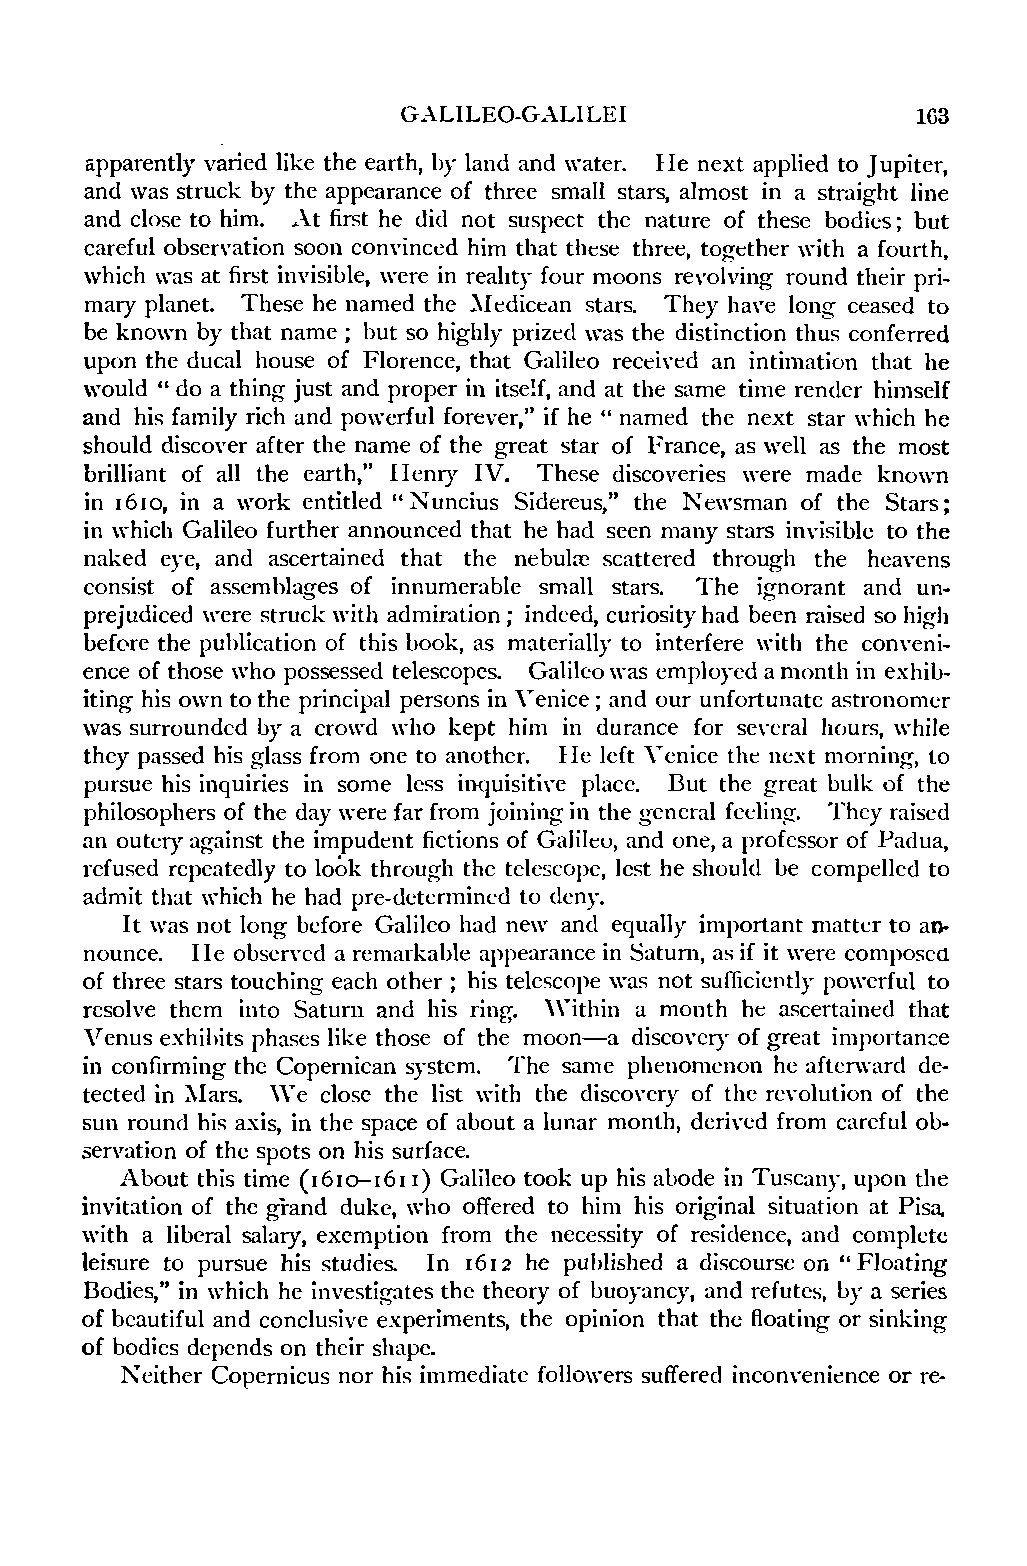 GALILEO-GALILEI 163
apparently varied like the earth, by land and water. He next applied to Jupiter,
and was struck by the appearance of three small stars, almost in a straight line
and close to him. At first he did not suspect the nature of these bodies; but
careful observation soon convinced him that these three, together with a fourth,
which was at first invisible, were in reality four moons revolving round their pri-
mary planet. These he named the Medicean stars. They have long ceased to
be known by that name; but so highly prized was the distinction thus conferred
upon the ducal house of Florence, that Galileo received an intimation that he
would “do a thing just and proper in itself, and at the same time render himself
and his family rich and powerful forever,” if he “named the next star which he
should discover after the name of the great star of France, as well as the most
brilliant of all the earth,” Henry IV. These discoveries were made known
in 1610, in a work entitled “Nuncius Sidereus,” the Newsman of the Stars;
in which Galileo further announced that he had seen many stars invisible to the
naked eye, and ascertained that the nebulæ scattered through the heavens
consist of assemblages of innumerable small stars. The ignorant and un-
prejudiced were struck with admiration; indeed, curiosity had been raised so high
before the publication of this book, as materially to interfere with the conveni-
ence of those who possessed telescopes. Galileo was employed a month in exhib-
iting his own to the principal persons in Venice; and our unfortunate astronomer
was surrounded by a crowd who kept him in durance for several hours, while
they passed his glass from one to another. He left Venice the next morning, to
pursue his inquiries in some less inquisitive place. But the great bulk of the
philosophers of the day were far from joining in the general feeling. They raised
an outcry against the impudent fictions of Galileo, and one, a professor of Padua,
refused repeatedly to look through the telescope, lest he should be compelled to
admit that which he had pre-determined to deny.
It was not long before Galileo had new and equally important matter to an-
nounce. He observed a remarkable appearance in Saturn, as if it were composed
of three stars touching each other; his telescope was not sufficiently powerful to
resolve them into Saturn and his ring. Within a month he ascertained that
Venus exhibits phases like those of the moon—a discovery of great importance
in confirming the Copernican system. The same phenomenon he afterward de-
tected in Mars. We close the list with the discovery of the revolution of the
sun round his axis, in the space of about a lunar month, derived from careful ob-
servation of the spots on his surface.
About this time (1610–1611) Galileo took up his abode in Tuscany, upon the
invitation of the grand duke, who offered to him his original situation at Pisa,
with a liberal salary, exemption from the necessity of residence, and complete
leisure to pursue his studies. In 1612 he published a discourse on “Floating
Bodies,” in which he investigates the theory of buoyancy, and refutes, by a series
of beautiful and conclusive experiments, the opinion that the floating or sinking
of bodies depends on their shape.
Neither Copernicus nor his immediate followers suffered inconvenience or re-